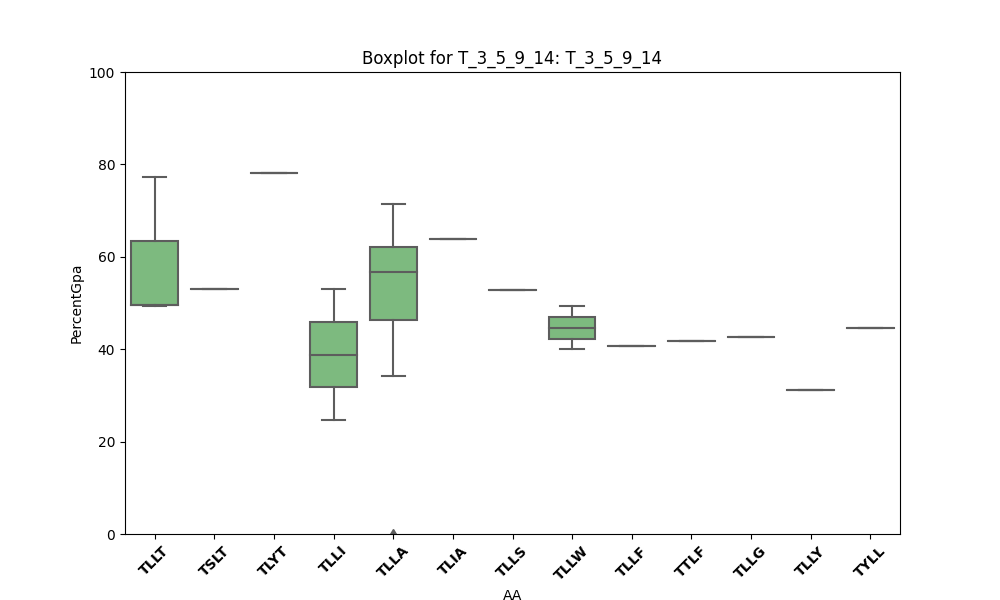 Boxplot for T_3_5_9_14: T_3_5_9_14
100
80
60
40
20
0
PercentGpa
TLLT TSLT TLYT TLLI TLLA TLIA TLLS TLLW TLLF TTLF TLLG TLLY TYLL
AA